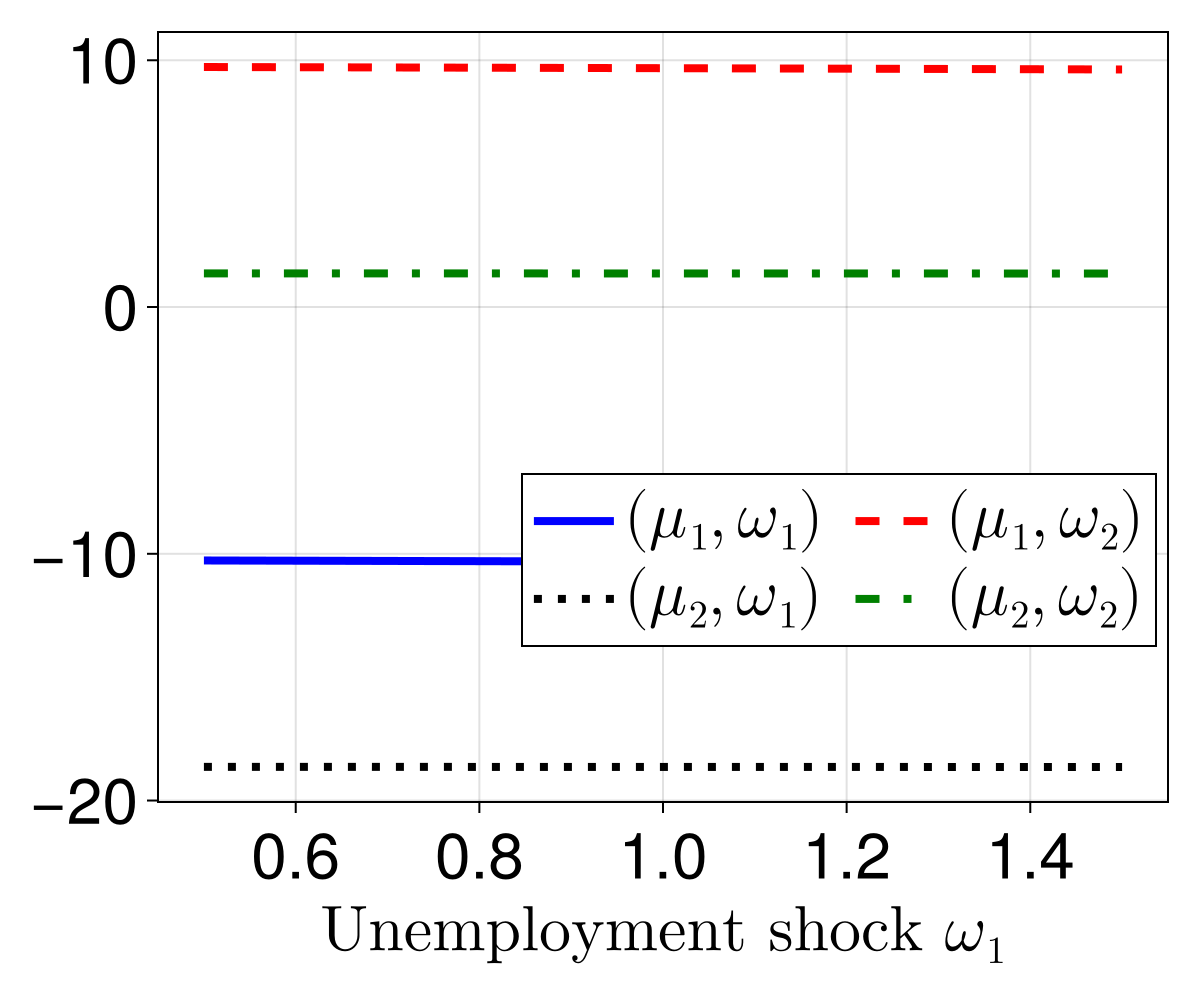 10
0
−10
−20
(μ₁, ω₁) (μ₁, ω₂)
(μ₂, ω₁) (μ₂, ω₂)
0.6 0.8 1.0 1.2 1.4
Unemployment shock ω₁